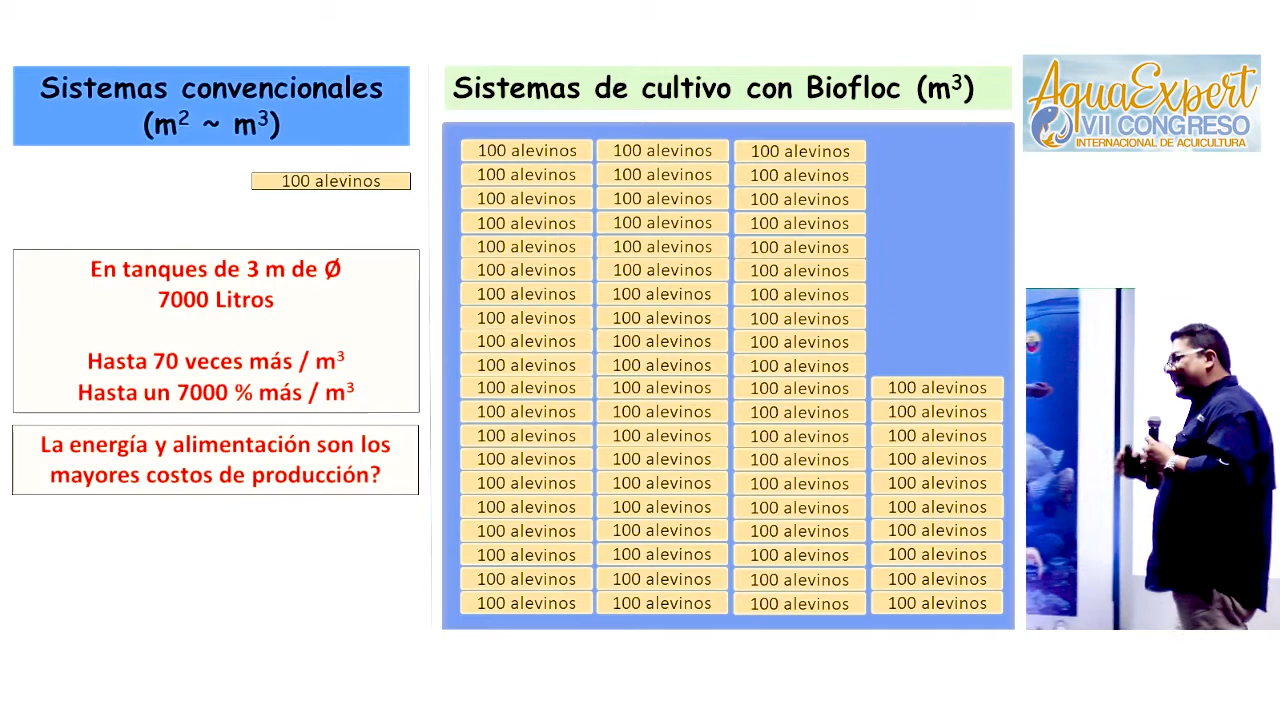 Sistemas convencionales
(m² ~ m³)
100 alevinos
En tanques de 3 m de Ø
7000 Litros
Hasta 70 veces más / m³
Hasta un 7000 % más / m³
La energía y alimentación son los
mayores costos de producción?
Sistemas de cultivo con Biofloc (m³)
100 alevinos 100 alevinos 100 alevinos
100 alevinos 100 alevinos 100 alevinos
100 alevinos 100 alevinos 100 alevinos
100 alevinos 100 alevinos 100 alevinos
100 alevinos 100 alevinos 100 alevinos
100 alevinos 100 alevinos 100 alevinos
100 alevinos 100 alevinos 100 alevinos
100 alevinos 100 alevinos 100 alevinos
100 alevinos 100 alevinos 100 alevinos
100 alevinos 100 alevinos 100 alevinos
100 alevinos 100 alevinos 100 alevinos 100 alevinos
100 alevinos 100 alevinos 100 alevinos 100 alevinos
100 alevinos 100 alevinos 100 alevinos 100 alevinos
100 alevinos 100 alevinos 100 alevinos 100 alevinos
100 alevinos 100 alevinos 100 alevinos 100 alevinos
100 alevinos 100 alevinos 100 alevinos 100 alevinos
100 alevinos 100 alevinos 100 alevinos 100 alevinos
100 alevinos 100 alevinos 100 alevinos 100 alevinos
100 alevinos 100 alevinos 100 alevinos 100 alevinos
100 alevinos 100 alevinos 100 alevinos 100 alevinos
AquaExpert
VII CONGRESO
INTERNACIONAL DE ACUICULTURA